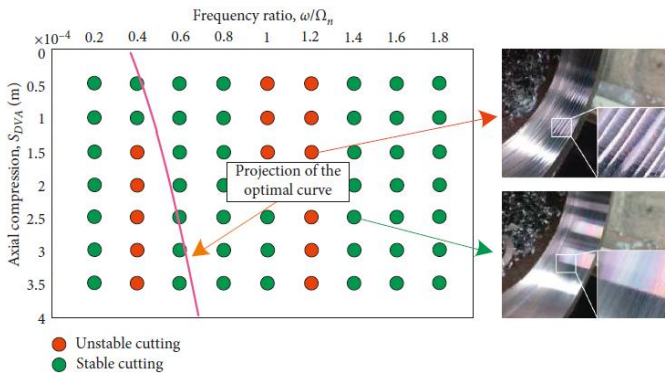 Frequency ratio, ω/Ωn
×10⁻⁴ 0.2 0.4 0.6 0.8 1 1.2 1.4 1.6 1.8
0
0.5
1
1.5
2
2.5
3
3.5
4
Axial compression, SDVA (m)
Projection of the
optimal curve
Unstable cutting
Stable cutting